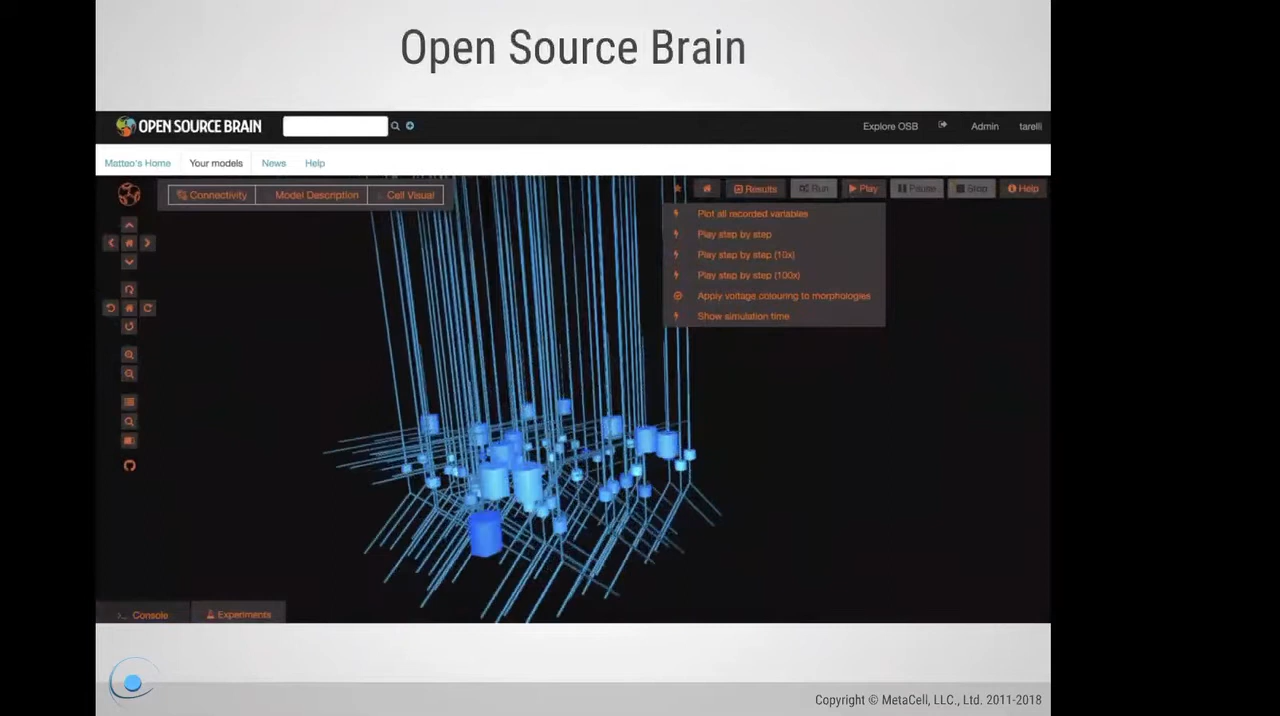 Open Source Brain
OPEN SOURCE BRAIN
Explore OSB Admin tarelli
Matteo's Home Your models News Help
Connectivity Model Description Cell Visual
Results Run Play Pause Stop Help
Plot all recorded variables
Play step by step
Play step by step (10x)
Play step by step (100x)
Apply voltage colouring to morphologies
Show simulation time
>_ Console Experiments
Copyright © MetaCell, LLC., Ltd. 2011-2018